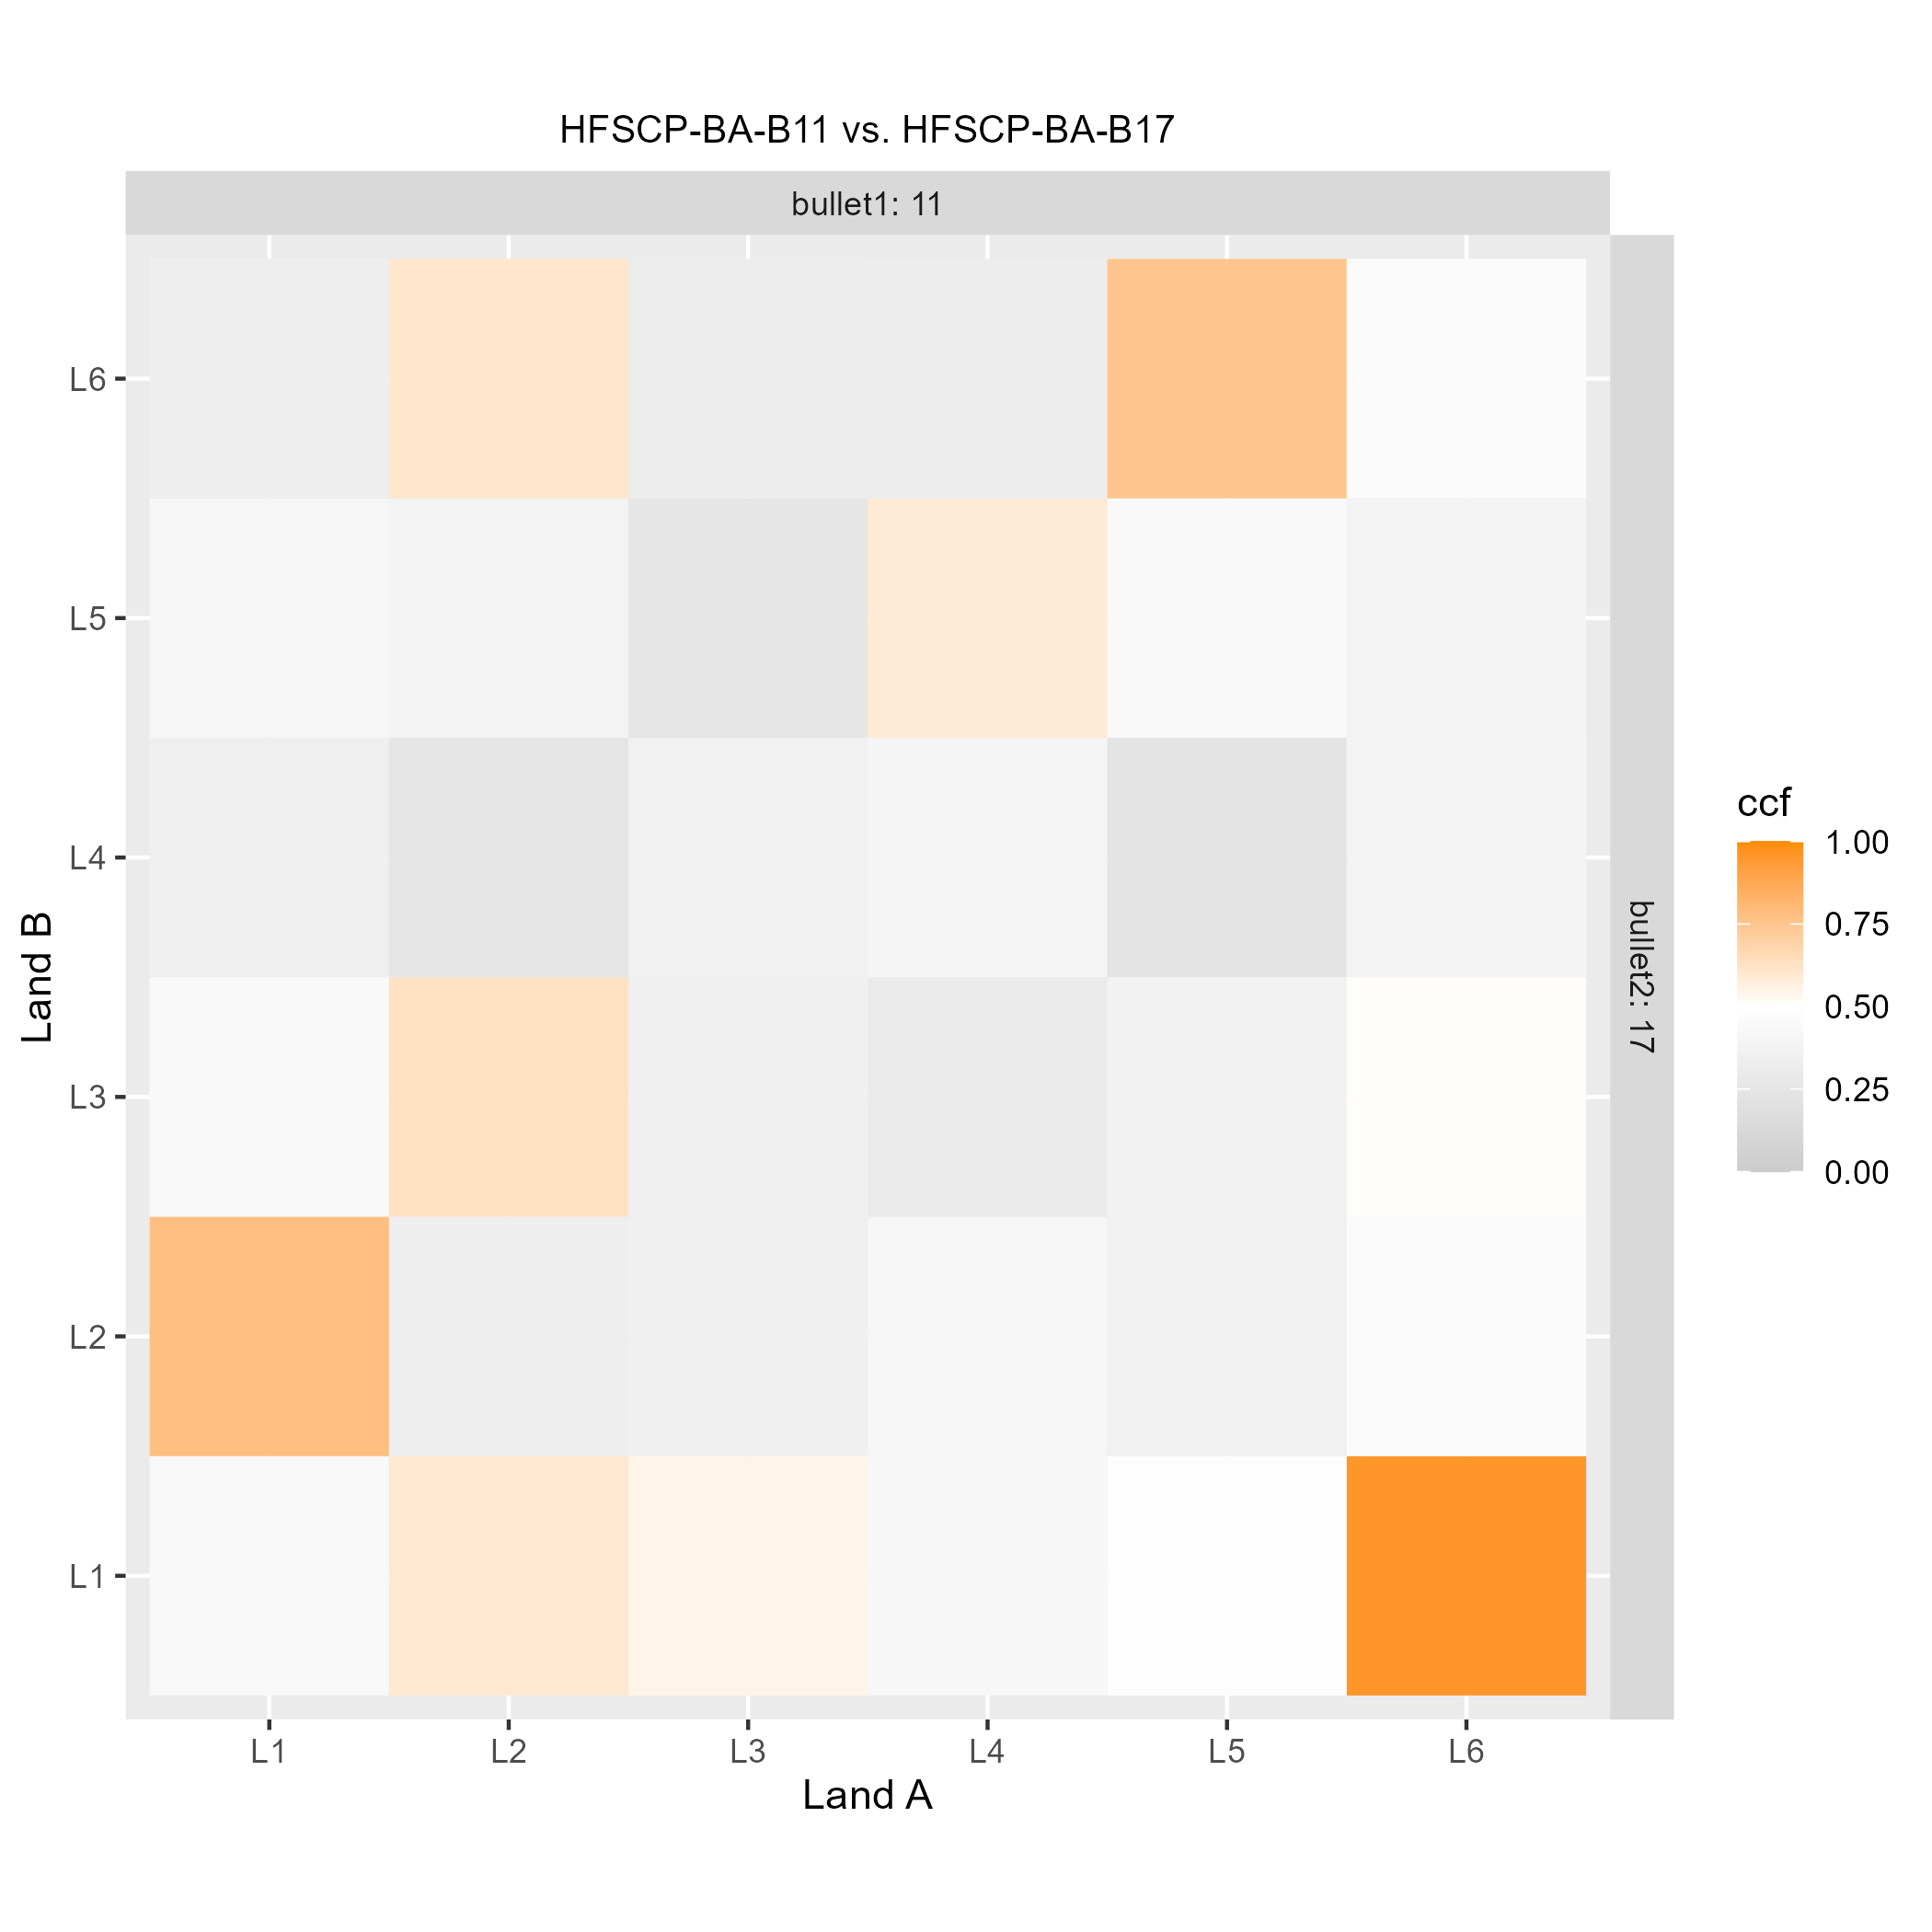 HFSCP-BA-B11 vs. HFSCP-BA-B17
bullet1: 11
L6
L5
L4
L3
L2
L1
Land B
bullet2: 17
L1 L2 L3 L4 L5 L6
Land A
ccf
1.00
0.75
0.50
0.25
0.00